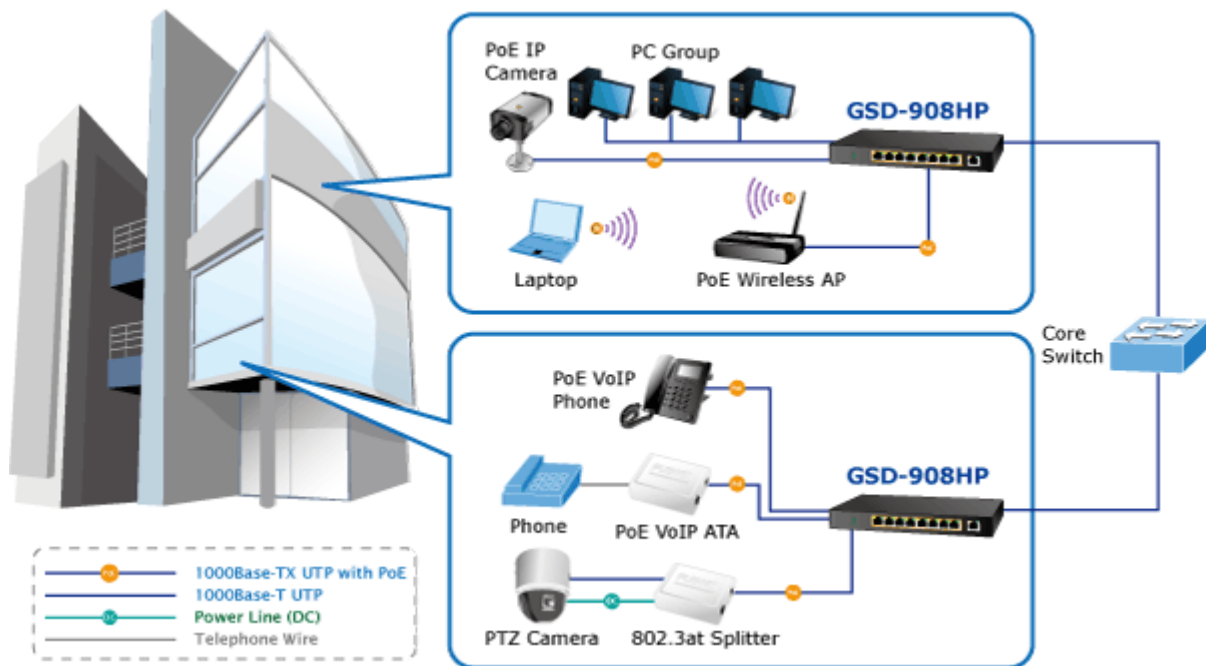 PoE IP
Camera
PC Group
GSD-908HP
Laptop
PoE Wireless AP
Core
Switch
PoE VoIP
Phone
GSD-908HP
Phone
PoE VoIP ATA
PTZ Camera
DC
802.3at Splitter
1000Base-TX UTP with PoE
1000Base-T UTP
DC
Power Line (DC)
Telephone Wire